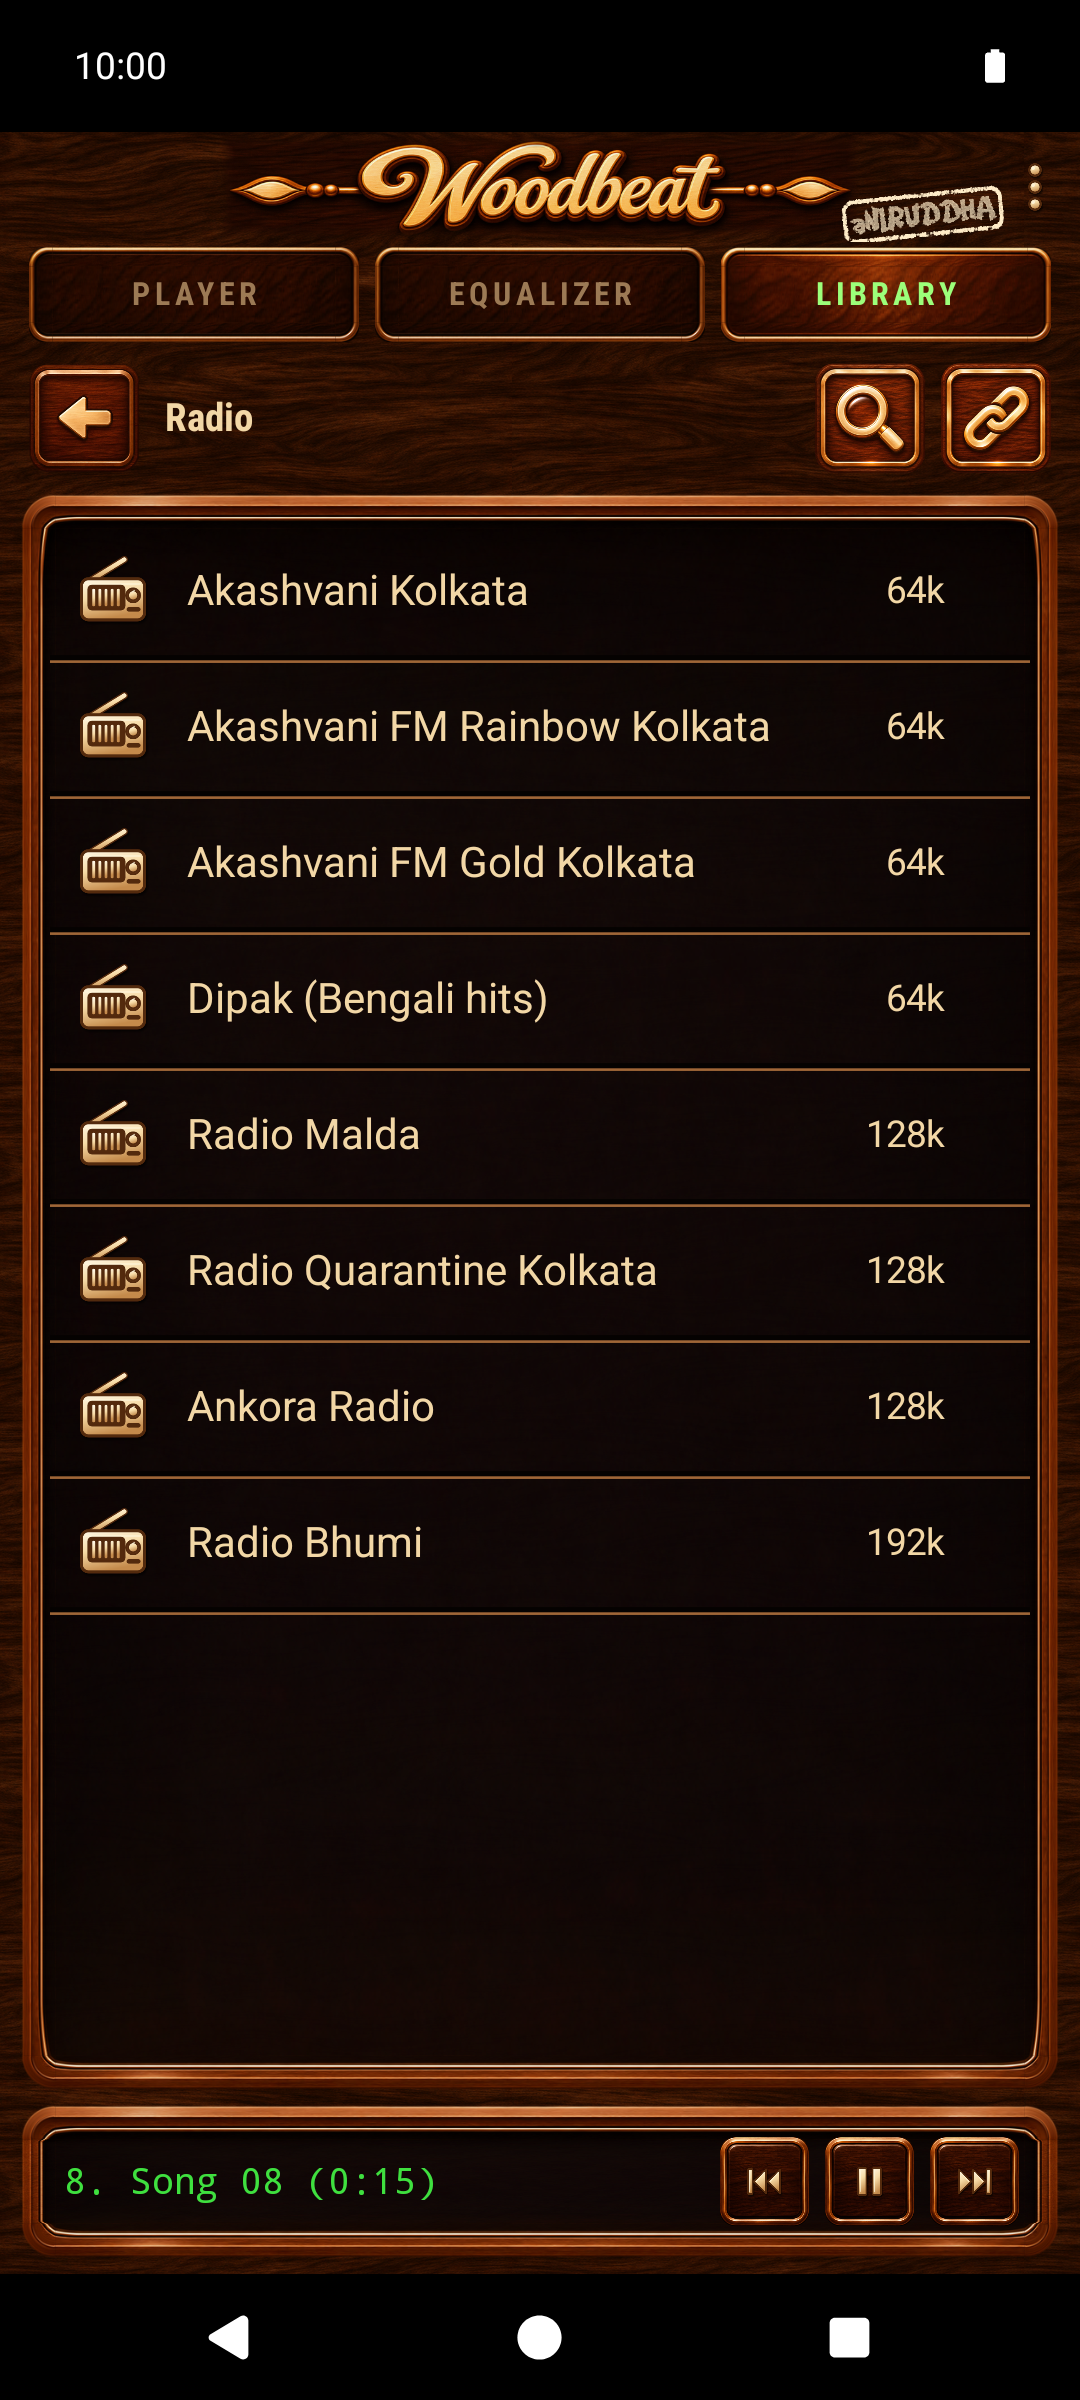 10:00
Woodbeat
aNIRUDDHA
PLAYER EQUALIZER LIBRARY
Radio
Akashvani Kolkata 64k
Akashvani FM Rainbow Kolkata 64k
Akashvani FM Gold Kolkata 64k
Dipak (Bengali hits) 64k
Radio Malda 128k
Radio Quarantine Kolkata 128k
Ankora Radio 128k
Radio Bhumi 192k
8. Song 08 (0:15)